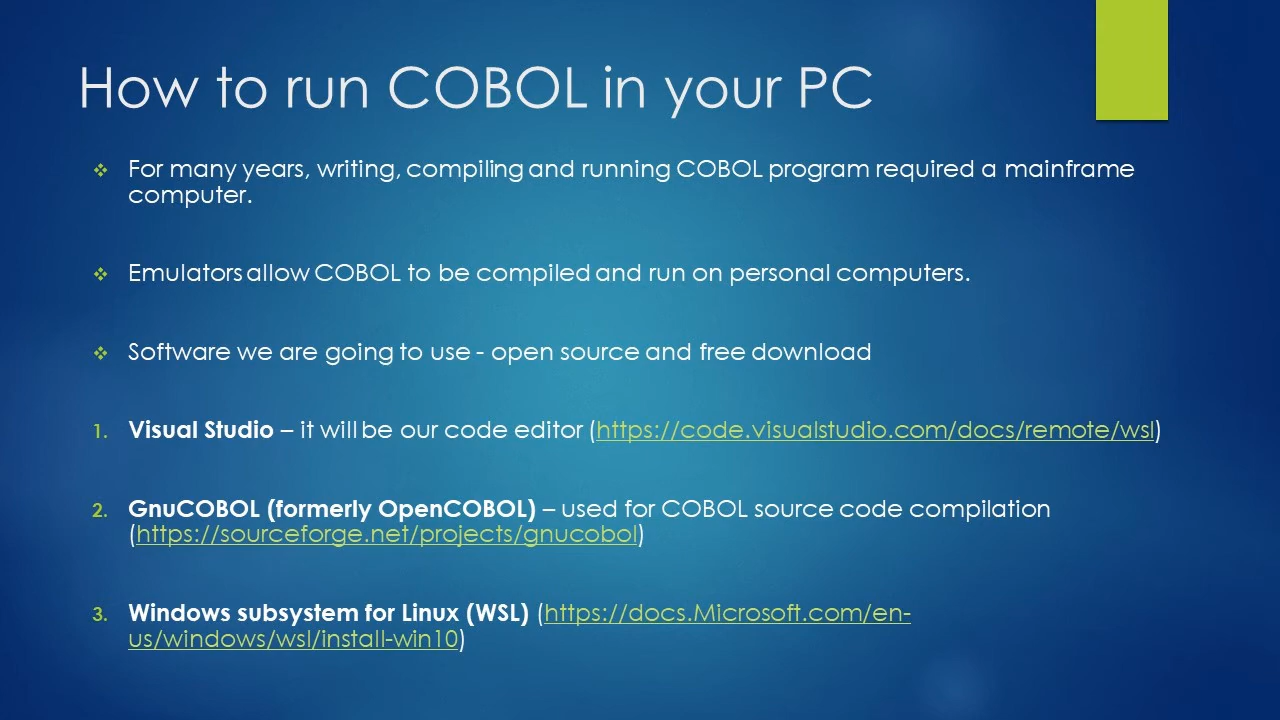 How to run COBOL in your PC
❖ For many years, writing, compiling and running COBOL program required a mainframe
computer.
❖ Emulators allow COBOL to be compiled and run on personal computers.
❖ Software we are going to use - open source and free download
1. Visual Studio – it will be our code editor (https://code.visualstudio.com/docs/remote/wsl)
2. GnuCOBOL (formerly OpenCOBOL) – used for COBOL source code compilation
(https://sourceforge.net/projects/gnucobol)
3. Windows subsystem for Linux (WSL) (https://docs.Microsoft.com/en-
us/windows/wsl/install-win10)